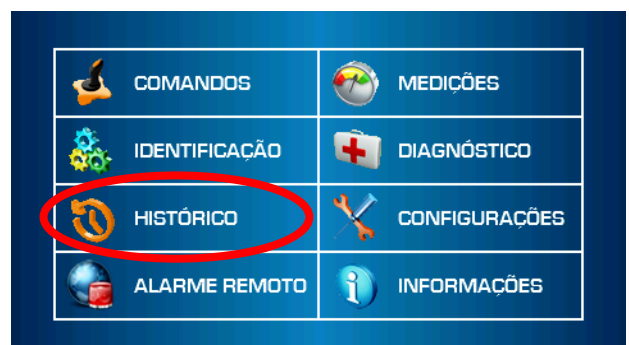 COMANDOS
MEDIÇÕES
IDENTIFICAÇÃO
DIAGNÓSTICO
HISTÓRICO
CONFIGURAÇÕES
ALARME REMOTO
INFORMAÇÕES